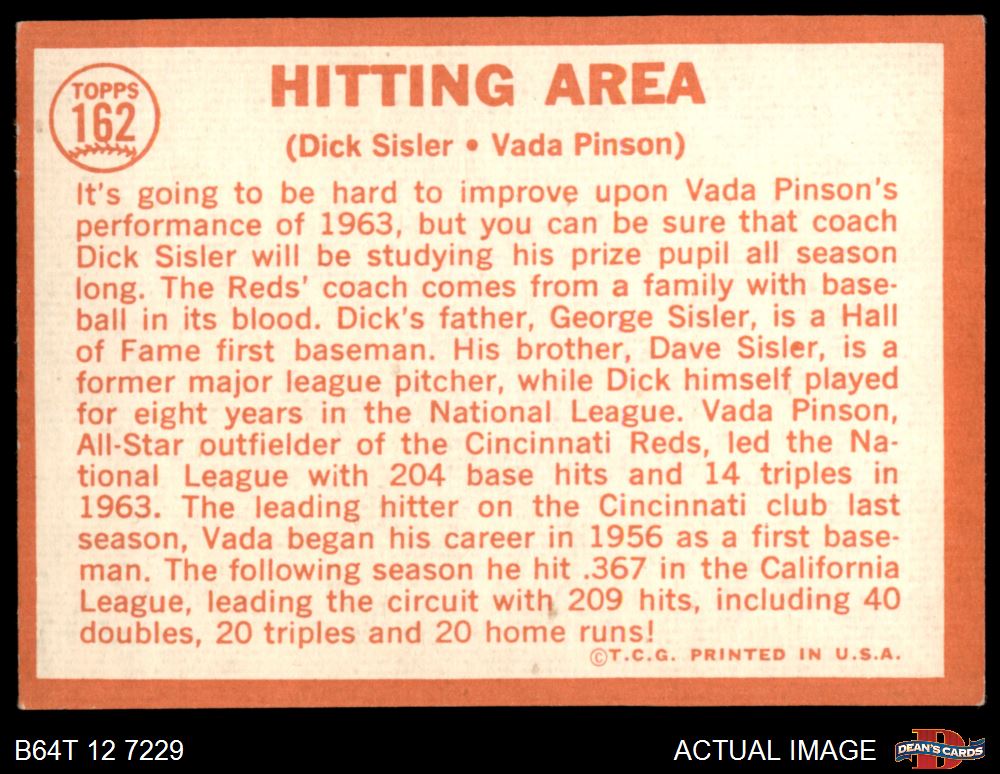 TOPPS
162
HITTING AREA
(Dick Sisler • Vada Pinson)
It's going to be hard to improve upon Vada Pinson's
performance of 1963, but you can be sure that coach
Dick Sisler will be studying his prize pupil all season
long. The Reds' coach comes from a family with base-
ball in its blood. Dick's father, George Sisler, is a Hall
of Fame first baseman. His brother, Dave Sisler, is a
former major league pitcher, while Dick himself played
for eight years in the National League. Vada Pinson,
All-Star outfielder of the Cincinnati Reds, led the Na-
tional League with 204 base hits and 14 triples in
1963. The leading hitter on the Cincinnati club last
season, Vada began his career in 1956 as a first base-
man. The following season he hit .367 in the California
League, leading the circuit with 209 hits, including 40
doubles, 20 triples and 20 home runs!
©T.C.G. PRINTED IN U.S.A.
B64T 12 7229
ACTUAL IMAGE
D
DEAN'S CARDS